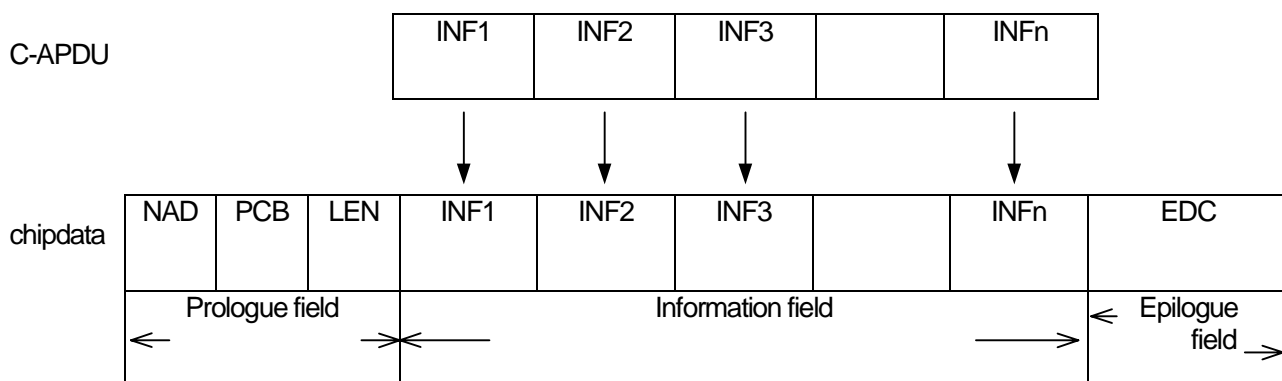 C-APDU INF1 INF2 INF3 INFn
chipdata NAD PCB LEN INF1 INF2 INF3 INFn EDC
Prologue field Information field Epilogue
field